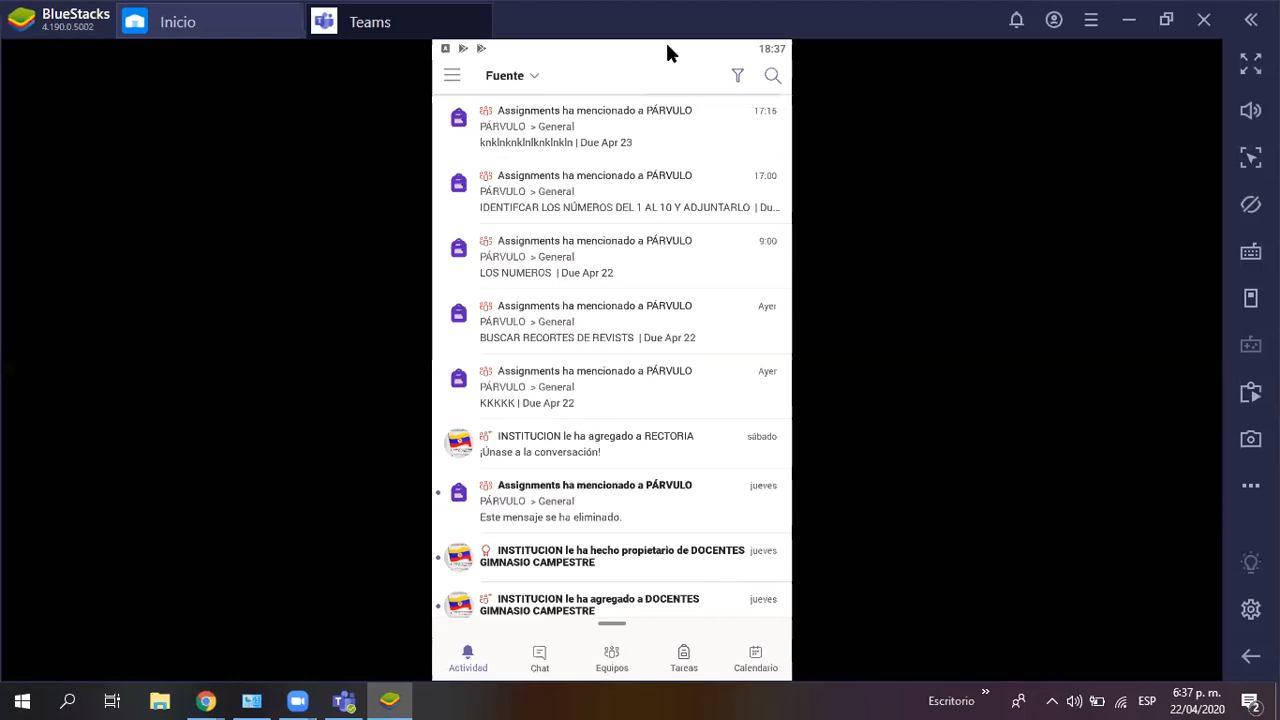 BlueStacks
4.190.0.5002
Inicio
Teams
18:37
Fuente
Assignments ha mencionado a PÁRVULO 17:16
PÁRVULO > General
knklnknklnlknklnkln | Due Apr 23
Assignments ha mencionado a PÁRVULO 17:00
PÁRVULO > General
IDENTIFCAR LOS NÚMEROS DEL 1 AL 10 Y ADJUNTARLO | Du...
Assignments ha mencionado a PÁRVULO 9:00
PÁRVULO > General
LOS NUMEROS | Due Apr 22
Assignments ha mencionado a PÁRVULO Ayer
PÁRVULO > General
BUSCAR RECORTES DE REVISTS | Due Apr 22
Assignments ha mencionado a PÁRVULO Ayer
PÁRVULO > General
KKKKK | Due Apr 22
INSTITUCION le ha agregado a RECTORIA sábado
¡Únase a la conversación!
Assignments ha mencionado a PÁRVULO jueves
PÁRVULO > General
Este mensaje se ha eliminado.
INSTITUCION le ha hecho propietario de DOCENTES jueves
GIMNASIO CAMPESTRE
INSTITUCION le ha agregado a DOCENTES jueves
GIMNASIO CAMPESTRE
Actividad Chat Equipos Tareas Calendario
Escritorio » ESP 6:37 p. m.
22/04/2020 2